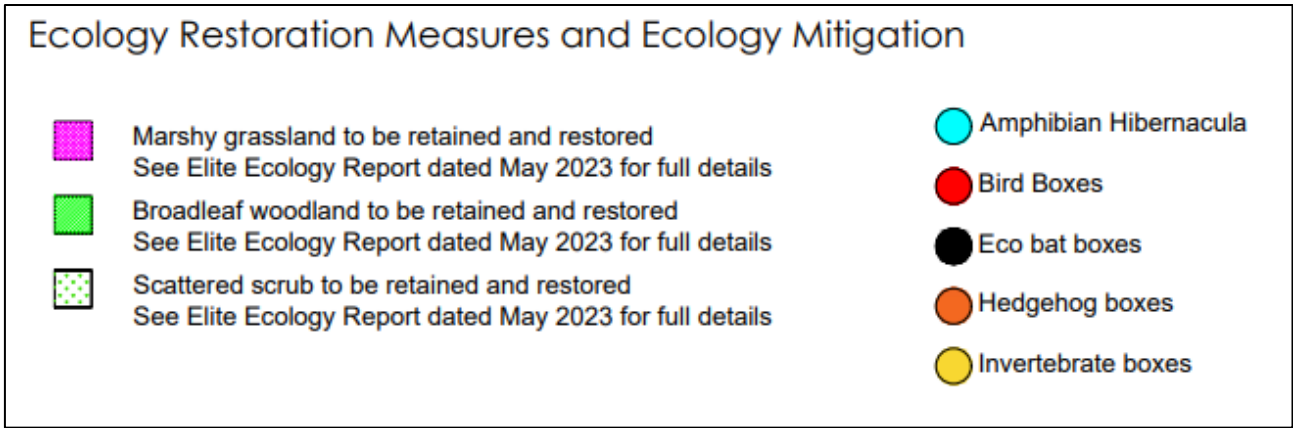 Ecology Restoration Measures and Ecology Mitigation
Marshy grassland to be retained and restored
See Elite Ecology Report dated May 2023 for full details
Broadleaf woodland to be retained and restored
See Elite Ecology Report dated May 2023 for full details
Scattered scrub to be retained and restored
See Elite Ecology Report dated May 2023 for full details
Amphibian Hibernacula
Bird Boxes
Eco bat boxes
Hedgehog boxes
Invertebrate boxes